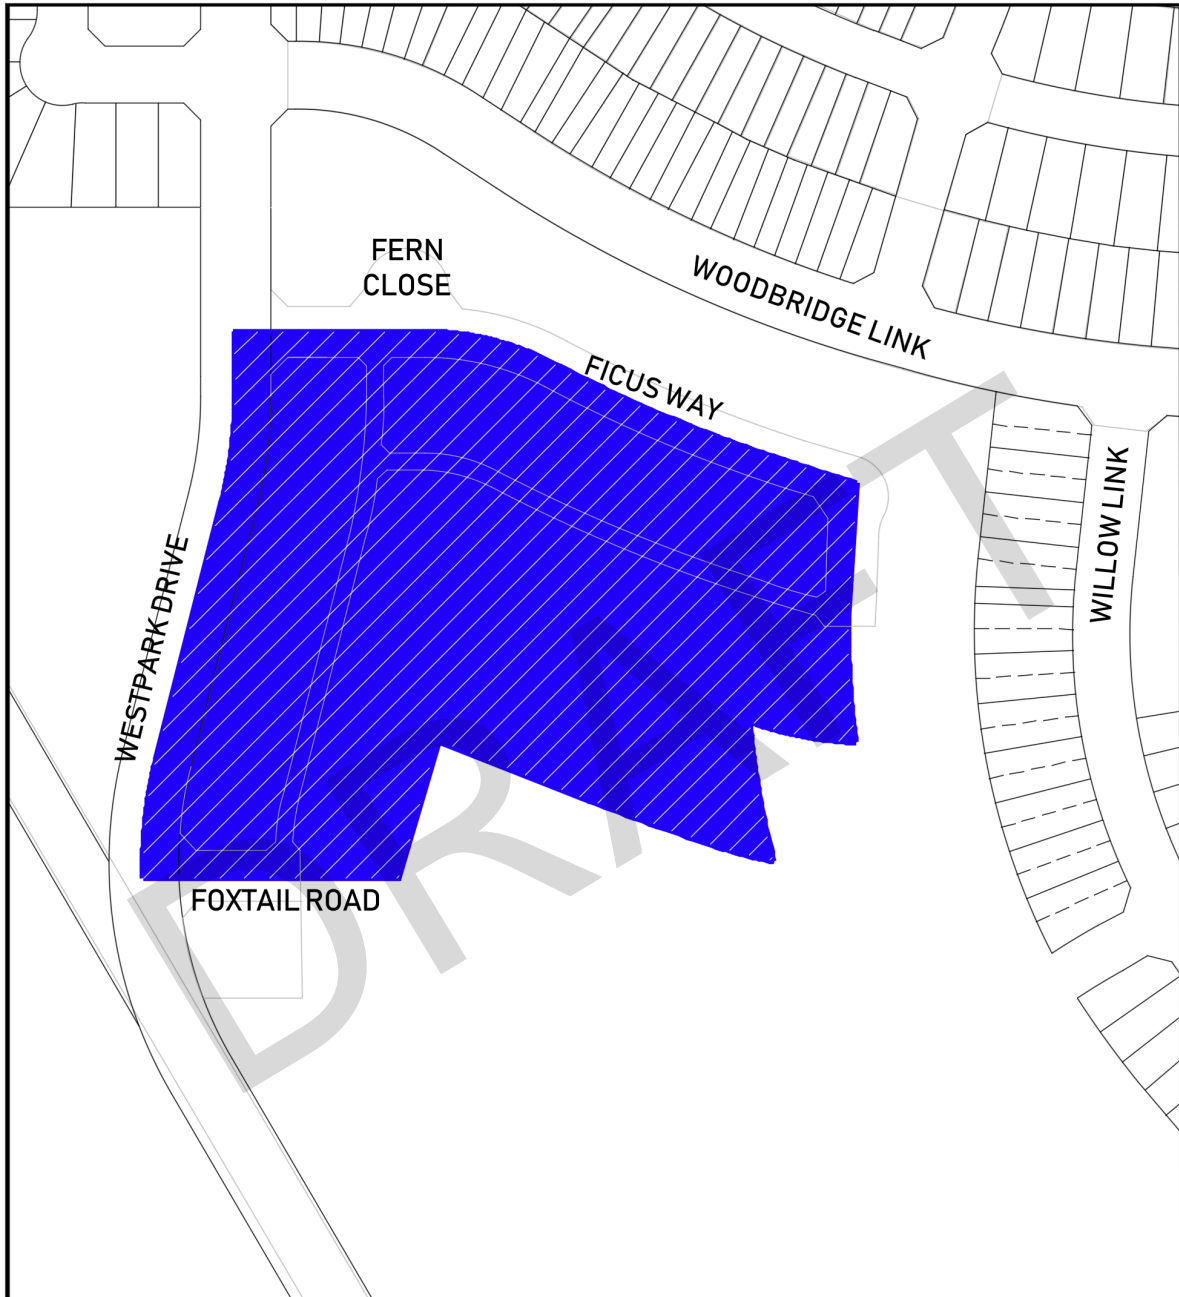 FERN
CLOSE
WOODBRIDGE LINK
FICUS WAY
WILLOW LINK
WESTPARK DRIVE
FOXTAIL ROAD
DRAFT